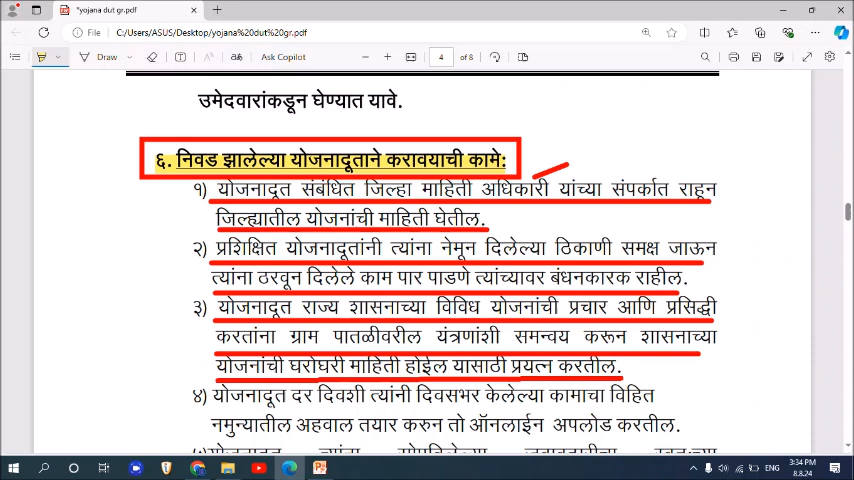 *yojana dut gr.pdf
File
C:/Users/ASUS/Desktop/yojana%20dut%20gr.pdf
Draw
Ask Copilot
4 of 8
उमेदवारांकडून घेण्यात यावे.
६. निवड झालेल्या योजनादूताने करावयाची कामे:
१) योजनादूत संबंधित जिल्हा माहिती अधिकारी यांच्या संपर्कात राहून
जिल्ह्यातील योजनांची माहिती घेतील.
२) प्रशिक्षित योजनादूतांनी त्यांना नेमून दिलेल्या ठिकाणी समक्ष जाऊन
त्यांना ठरवून दिलेले काम पार पाडणे त्यांच्यावर बंधनकारक राहील.
३) योजनादूत राज्य शासनाच्या विविध योजनांची प्रचार आणि प्रसिद्धी
करतांना ग्राम पातळीवरील यंत्रणांशी समन्वय करून शासनाच्या
योजनांची घरोघरी माहिती होईल यासाठी प्रयत्न करतील.
४) योजनादूत दर दिवशी त्यांनी दिवसभर केलेल्या कामाचा विहित
नमुन्यातील अहवाल तयार करुन तो ऑनलाईन अपलोड करतील.
ENG
3:34 PM
8.8.24